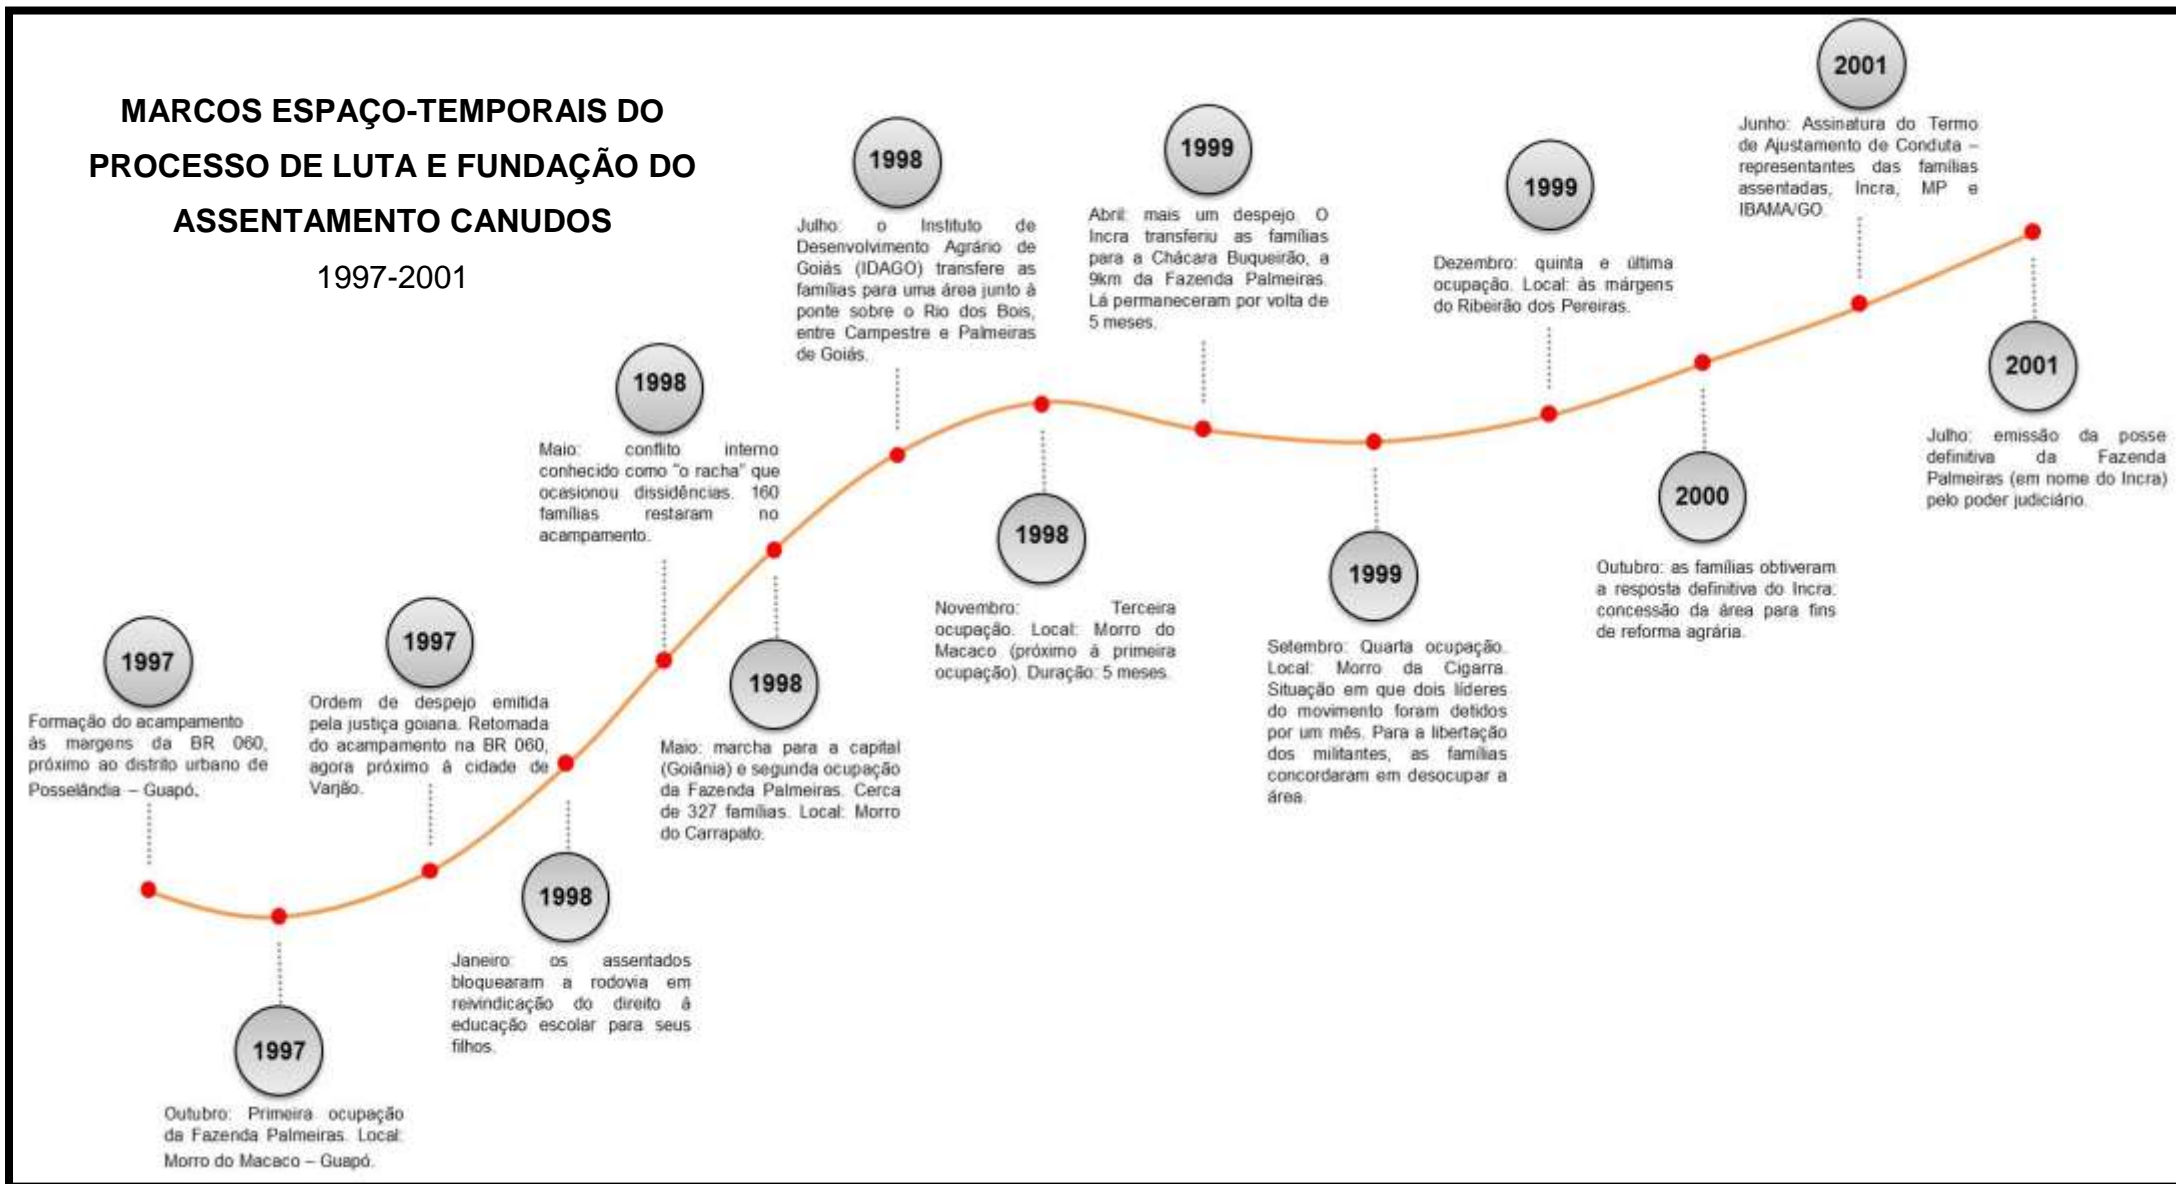 MARCOS ESPAÇO-TEMPORAIS DO
PROCESSO DE LUTA E FUNDAÇÃO DO
ASSENTAMENTO CANUDOS
1997-2001
1997
Formação do acampamento
às margens da BR 060,
próximo ao distrito urbano de
Posselândia – Guapó.
1997
Outubro: Primeira ocupação
da Fazenda Palmeiras. Local:
Morro do Macaco – Guapó.
1997
Ordem de despejo emitida
pela justiça goiana. Retomada
do acampamento na BR 060,
agora próximo à cidade de
Varjão.
1998
Janeiro: os assentados
bloquearam a rodovia em
reivindicação do direito à
educação escolar para seus
filhos.
1998
Maio: conflito interno
conhecido como "o racha" que
ocasionou dissidências. 160
famílias restaram no
acampamento.
1998
Maio: marcha para a capital
(Goiânia) e segunda ocupação
da Fazenda Palmeiras. Cerca
de 327 famílias. Local: Morro
do Carrapato.
1998
Julho: o Instituto de
Desenvolvimento Agrário de
Goiás (IDAGO) transfere as
famílias para uma área junto à
ponte sobre o Rio dos Bois,
entre Campestre e Palmeiras
de Goiás.
1998
Novembro: Terceira
ocupação. Local: Morro do
Macaco (próximo à primeira
ocupação). Duração: 5 meses.
1999
Abril: mais um despejo. O
Incra transferiu as famílias
para a Chácara Buqueirão, a
9km da Fazenda Palmeiras.
Lá permaneceram por volta de
5 meses.
1999
Setembro: Quarta ocupação.
Local: Morro da Cigarra.
Situação em que dois líderes
do movimento foram detidos
por um mês. Para a libertação
dos militantes, as famílias
concordaram em desocupar a
área.
1999
Dezembro: quinta e última
ocupação. Local: às márgens
do Ribeirão dos Pereiras.
2000
Outubro: as famílias obtiveram
a resposta definitiva do Incra:
concessão da área para fins
de reforma agrária.
2001
Junho: Assinatura do Termo
de Ajustamento de Conduta –
representantes das famílias
assentadas, Incra, MP e
IBAMA/GO.
2001
Julho: emissão da posse
definitiva da Fazenda
Palmeiras (em nome do Incra)
pelo poder judiciário.